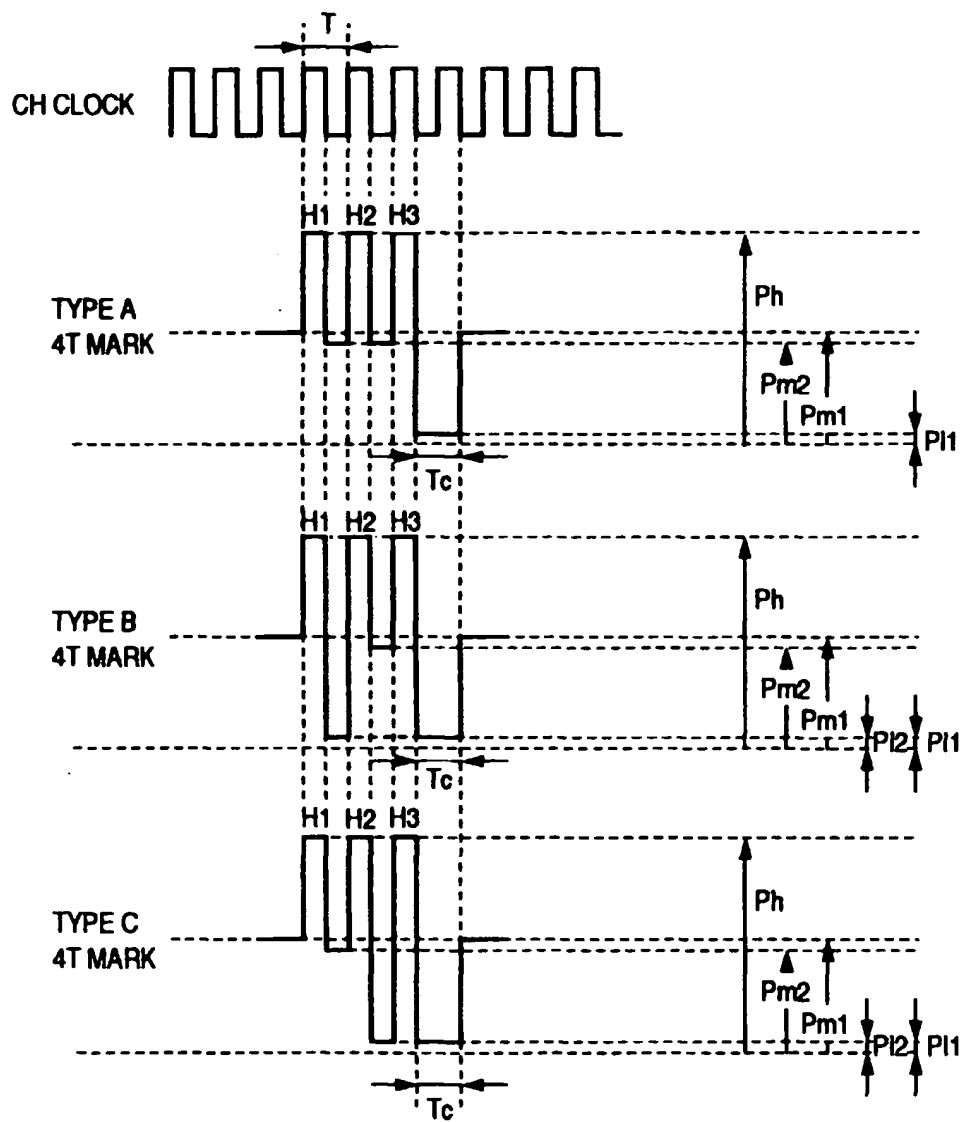 T
CH CLOCK
H1 H2 H3
TYPE A
4T MARK
Ph
Pm2
Pm1
Pl1
Tc
H1 H2 H3
TYPE B
4T MARK
Ph
Pm2
Pm1
Pl2
Pl1
Tc
H1 H2 H3
TYPE C
4T MARK
Ph
Pm2
Pm1
Pl2
Pl1
Tc